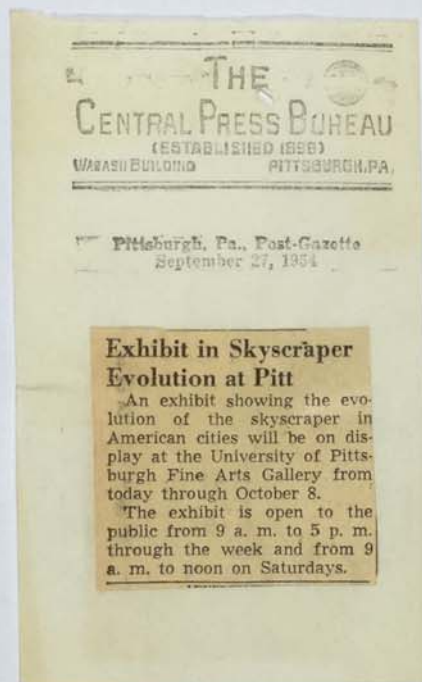 THE
CENTRAL PRESS BUREAU
(ESTABLISHED 1898)
WABASH BUILDING PITTSBURGH, PA.
Pittsburgh, Pa., Post-Gazette
September 27, 1954
Exhibit in Skyscraper
Evolution at Pitt
An exhibit showing the evo-
lution of the skyscraper in
American cities will be on dis-
play at the University of Pitts-
burgh Fine Arts Gallery from
today through October 8.
The exhibit is open to the
public from 9 a. m. to 5 p. m.
through the week and from 9
a. m. to noon on Saturdays.